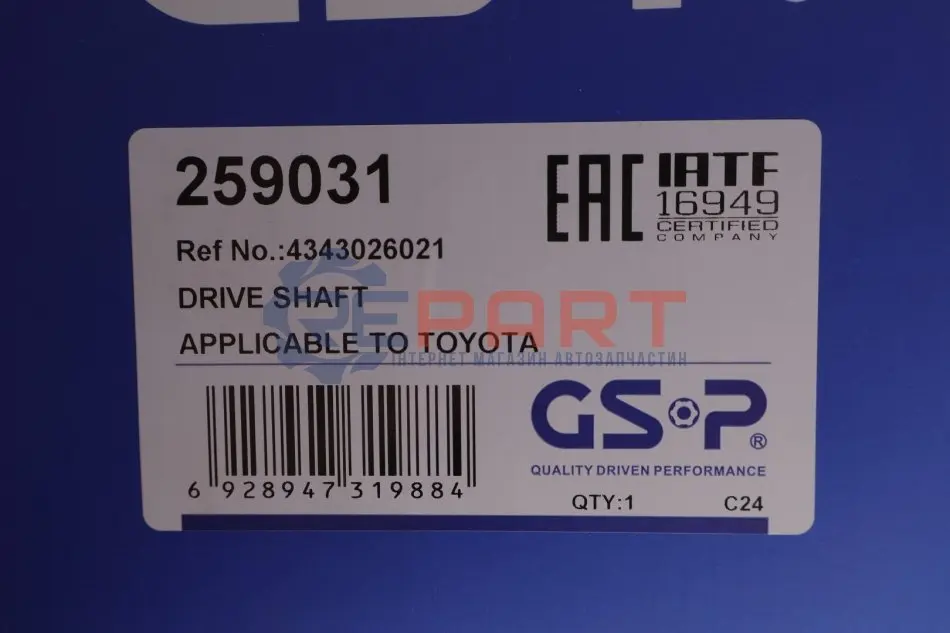 259031
EAC
IATF
16949
CERTIFIED
COMPANY
Ref No.:4343026021
DRIVE SHAFT
REPART
APPLICABLE TO TOYOTA
ІНТЕРНЕТ МАГАЗИН АВТОЗАПЧАСТИН
GSP®
QUALITY DRIVEN PERFORMANCE
6 928947 319884
QTY:1
C24